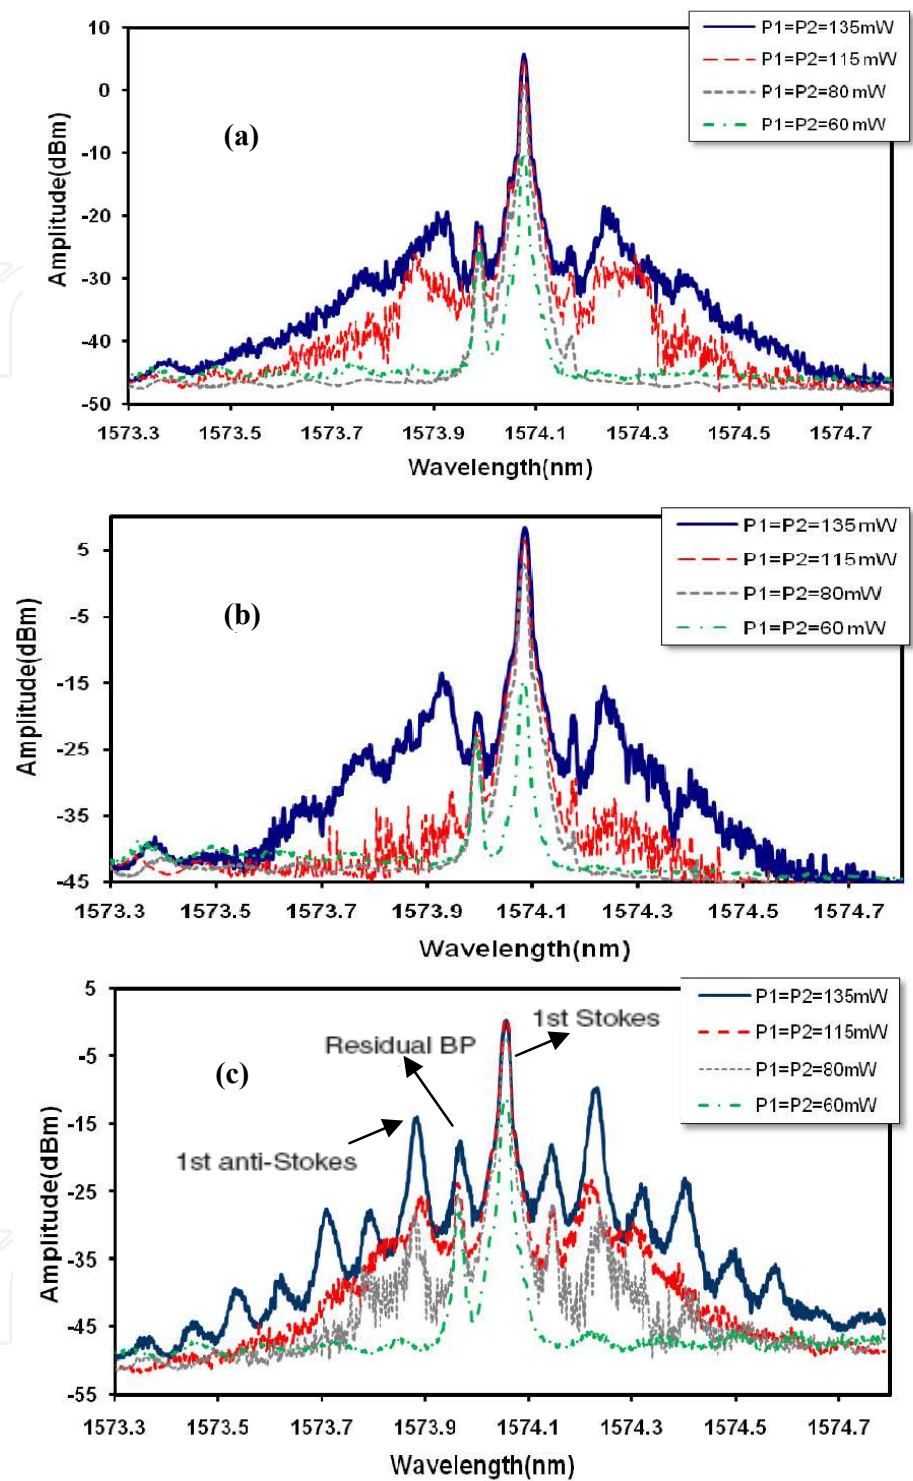 10
0
-10
-20
-30
-40
-50
Amplitude(dBm)
(a)
P1=P2=135mW
P1=P2=115mW
P1=P2=80mW
P1=P2=60mW
1573.3 1573.5 1573.7 1573.9 1574.1 1574.3 1574.5 1574.7
Wavelength(nm)
5
-5
-15
-25
-35
-45
Amplitude(dBm)
(b)
P1=P2=135mW
P1=P2=115mW
P1=P2=80mW
P1=P2=60mW
1573.3 1573.5 1573.7 1573.9 1574.1 1574.3 1574.5 1574.7
Wavelength(nm)
5
-5
-15
-25
-35
-45
-55
Amplitude(dBm)
(c)
1st Stokes
Residual BP
1st anti-Stokes
P1=P2=135mW
P1=P2=115mW
P1=P2=80mW
P1=P2=60mW
1573.3 1573.5 1573.7 1573.9 1574.1 1574.3 1574.5 1574.7
Wavelength(nm)